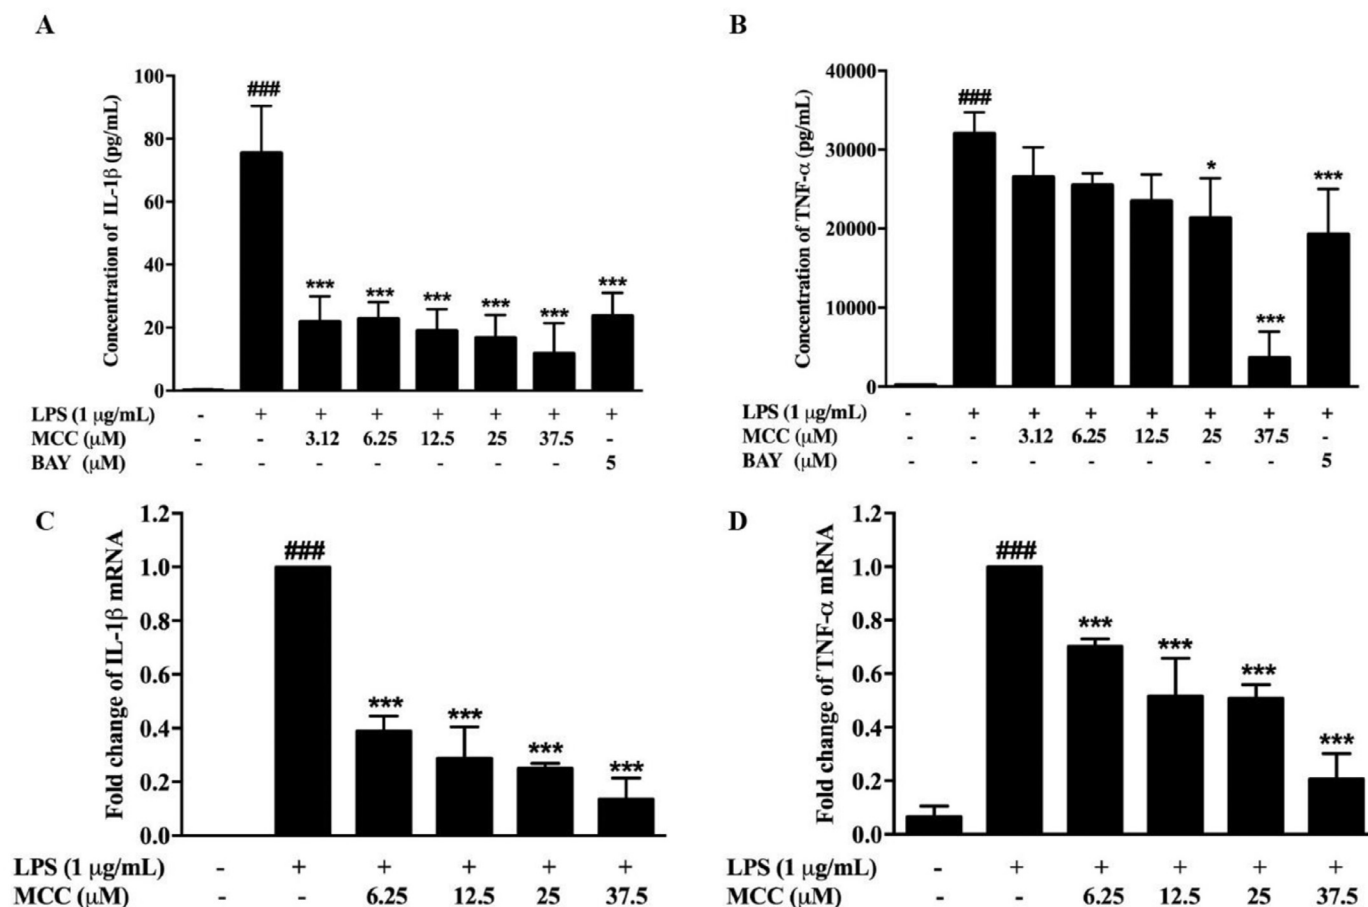 A
Concentration of IL-1β (pg/mL)
100
80
60
40
20
0
###
***
***
***
***
***
***
LPS (1 μg/mL) - + + + + + + +
MCC (μM) - - 3.12 6.25 12.5 25 37.5 -
BAY (μM) - - - - - - - 5
B
Concentration of TNF-α (pg/mL)
40000
30000
20000
10000
0
###
*
***
***
LPS (1 μg/mL) - + + + + + + +
MCC (μM) - - 3.12 6.25 12.5 25 37.5 -
BAY (μM) - - - - - - - 5
C
Fold change of IL-1β mRNA
1.2
1.0
0.8
0.6
0.4
0.2
0.0
###
***
***
***
***
LPS (1 μg/mL) - + + + + +
MCC (μM) - - 6.25 12.5 25 37.5
D
Fold change of TNF-α mRNA
1.2
1.0
0.8
0.6
0.4
0.2
0.0
###
***
***
***
***
LPS (1 μg/mL) - + + + + +
MCC (μM) - - 6.25 12.5 25 37.5